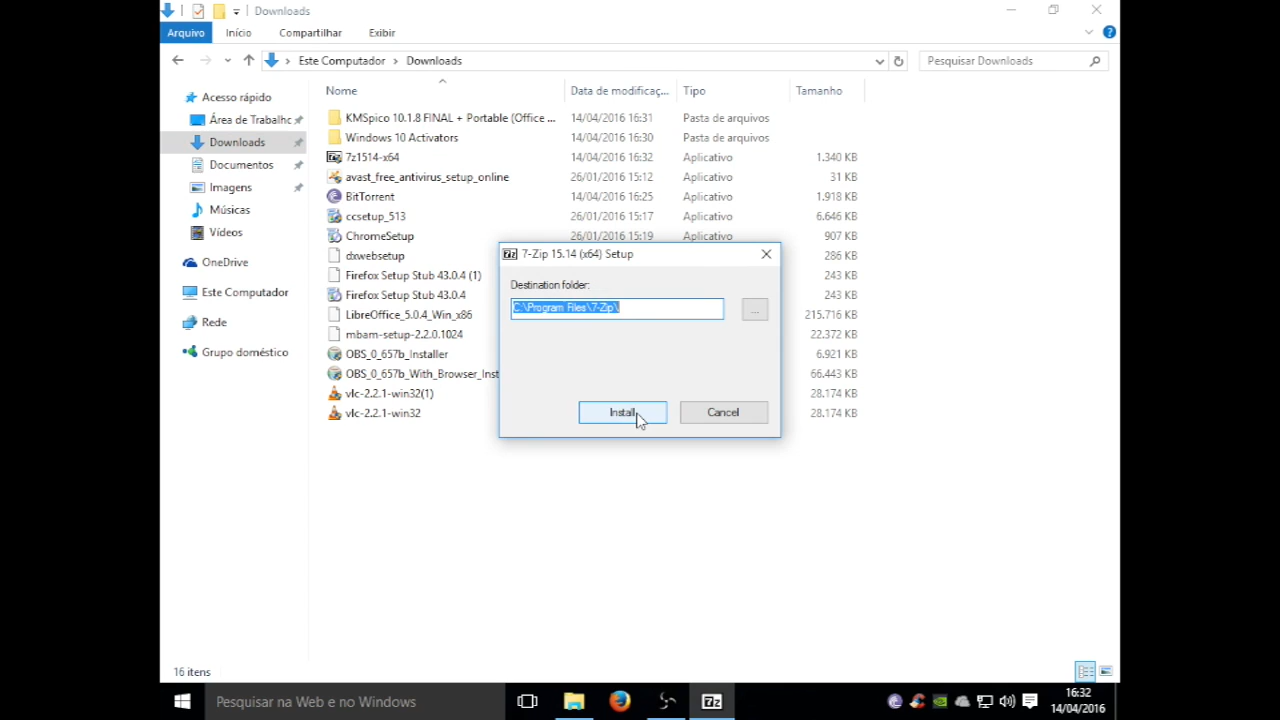 Downloads
Arquivo Início Compartilhar Exibir
Este Computador Downloads Pesquisar Downloads
Nome Data de modificaç... Tipo Tamanho
Acesso rápido
Área de Trabalho
Downloads
Documentos
Imagens
Músicas
Vídeos
OneDrive
Este Computador
Rede
Grupo doméstico
KMSpico 10.1.8 FINAL + Portable (Office ... 14/04/2016 16:31 Pasta de arquivos
Windows 10 Activators 14/04/2016 16:30 Pasta de arquivos
7z1514-x64 14/04/2016 16:32 Aplicativo 1.340 KB
avast_free_antivirus_setup_online 26/01/2016 15:12 Aplicativo 31 KB
BitTorrent 14/04/2016 16:25 Aplicativo 1.918 KB
ccsetup_513 26/01/2016 15:17 Aplicativo 6.646 KB
ChromeSetup 26/01/2016 15:19 Aplicativo 907 KB
dxwebsetup 286 KB
Firefox Setup Stub 43.0.4 (1) 243 KB
Firefox Setup Stub 43.0.4 243 KB
LibreOffice_5.0.4_Win_x86 215.716 KB
mbam-setup-2.2.0.1024 22.372 KB
OBS_0_657b_Installer 6.921 KB
OBS_0_657b_With_Browser_Inst 66.443 KB
vlc-2.2.1-win32(1) 28.174 KB
vlc-2.2.1-win32 28.174 KB
7z 7-Zip 15.14 (x64) Setup
Destination folder:
C:\Program Files\7-Zip\
...
Install Cancel
16 itens
Pesquisar na Web e no Windows
7z
16:32
14/04/2016